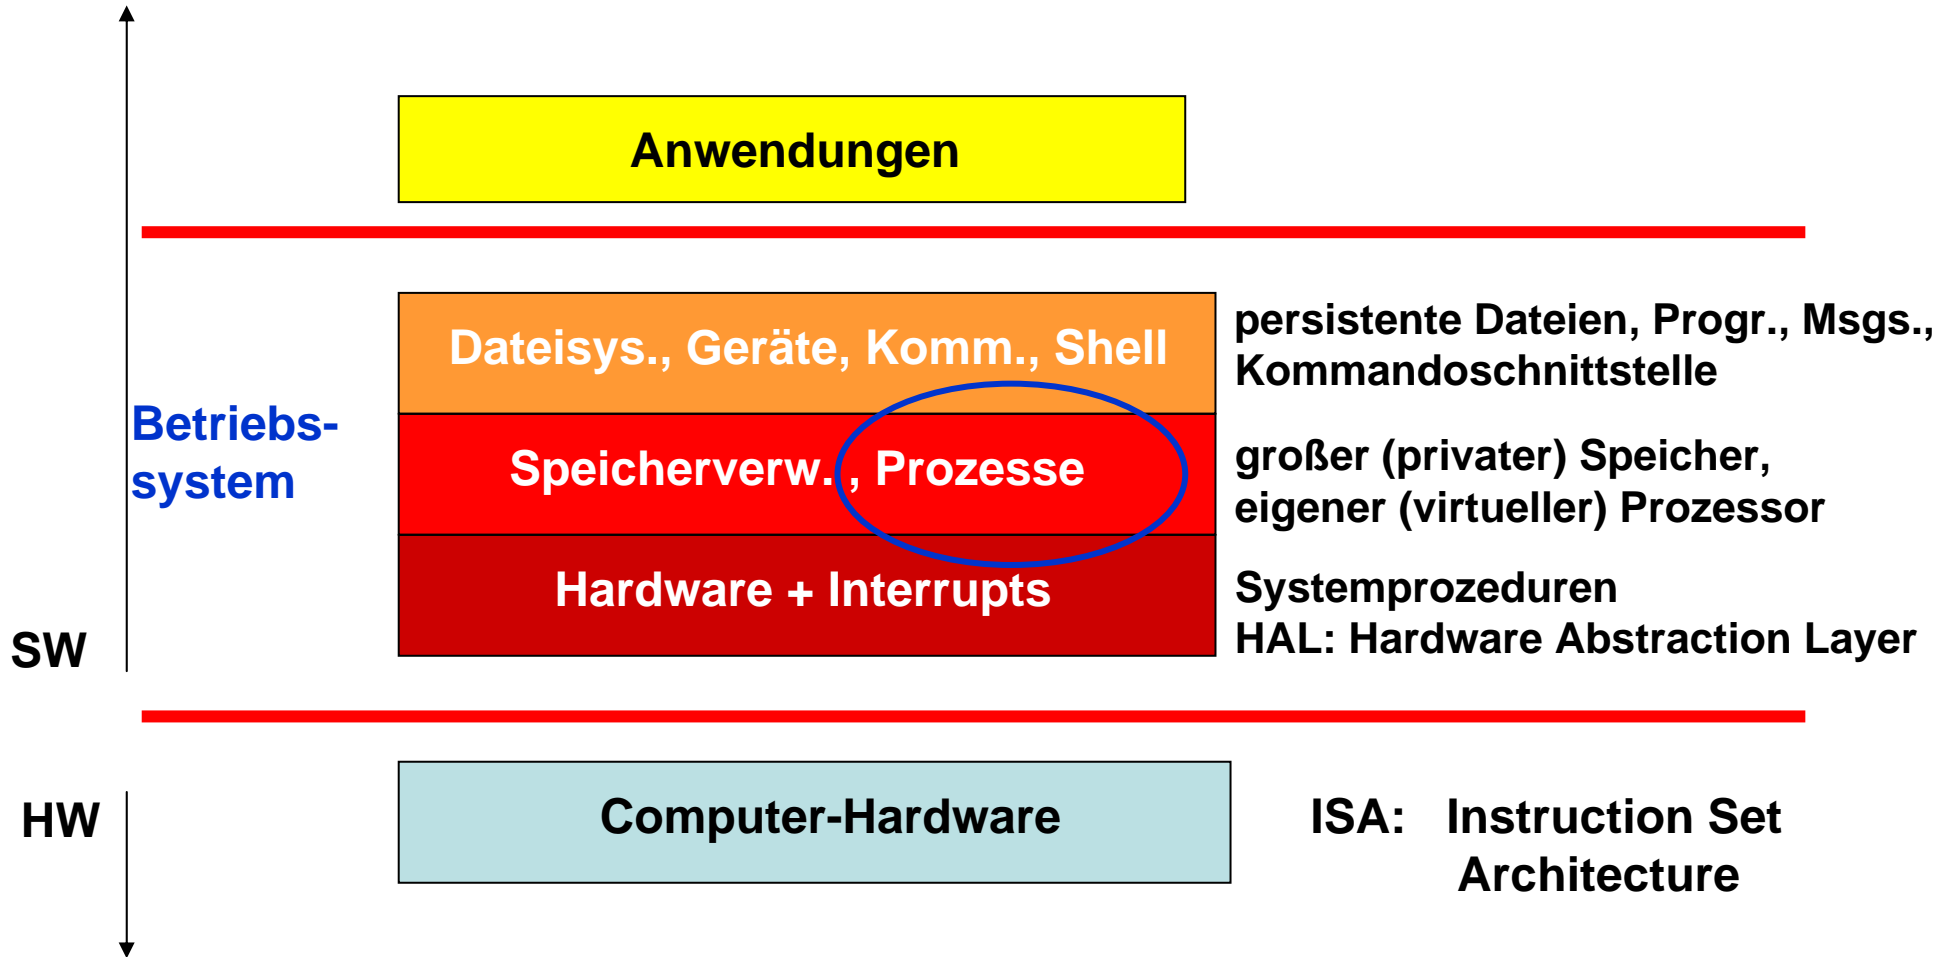 Anwendungen
Dateisys., Geräte, Komm., Shell
persistente Dateien, Progr., Msgs.,
Kommandoschnittstelle
Betriebs-
system
Speicherverw. , Prozesse
großer (privater) Speicher,
eigener (virtueller) Prozessor
Hardware + Interrupts
Systemprozeduren
HAL: Hardware Abstraction Layer
SW
HW
Computer-Hardware
ISA: Instruction Set
Architecture